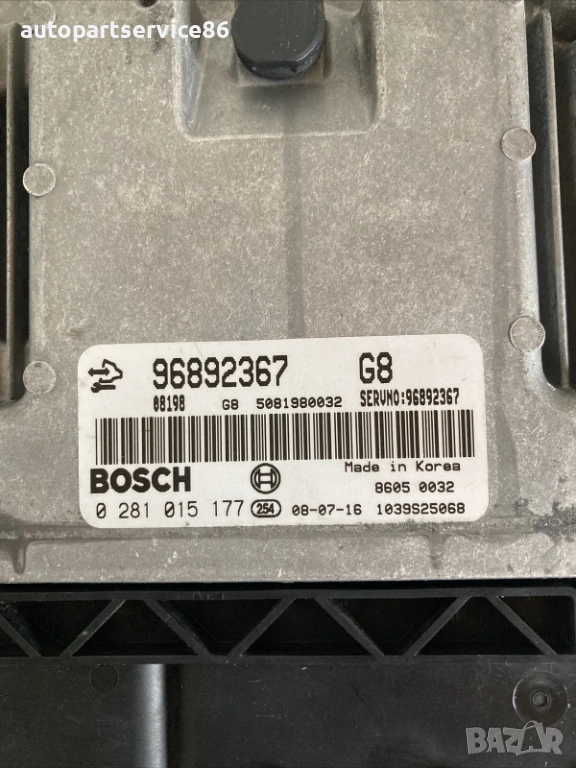 autopartservice86
96892367 G8
08198 G8 5081980032 SERVNO:96892367
BOSCH Made in Korea
8605 0032
0 281 015 177 254 08-07-16 1039S25068
BAZAR